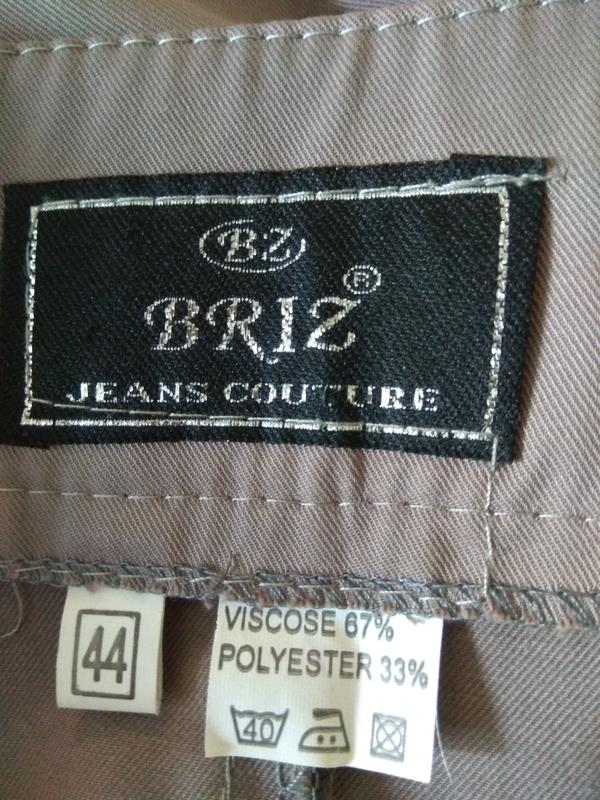 BZ
BRIZ®
JEANS COUTURE
44
VISCOSE 67%
POLYESTER 33%
40